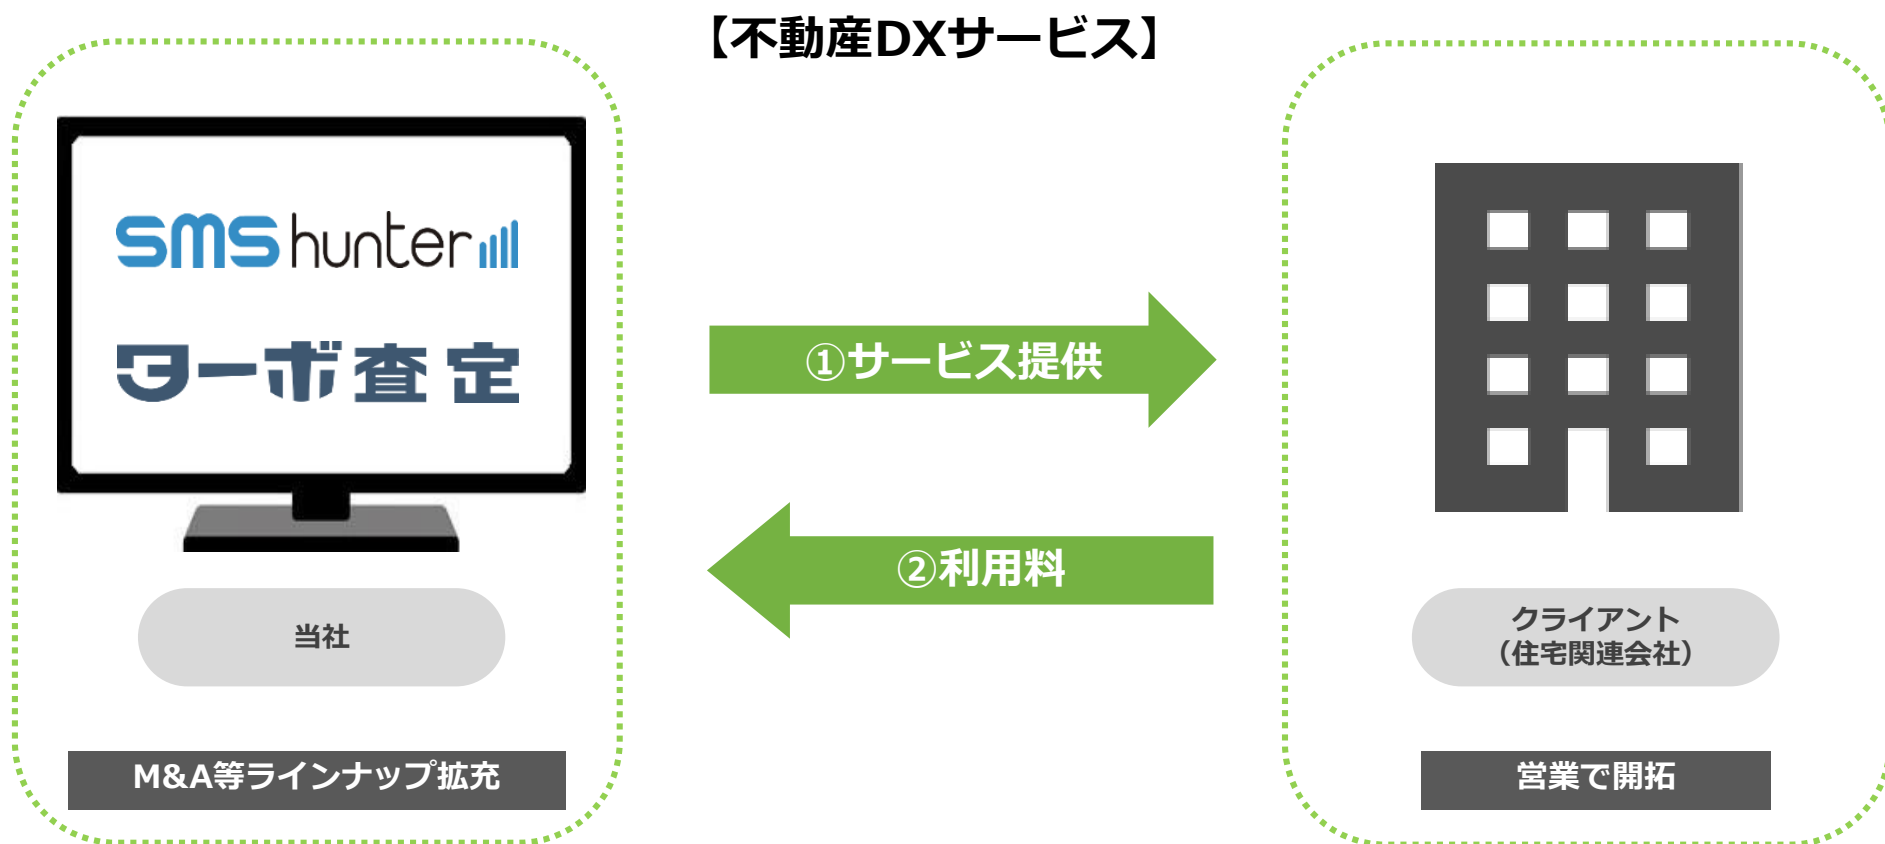 【不動産DXサービス】
SMS hunter
ターボ査定
①サービス提供
②利用料
当社
クライアント
（住宅関連会社）
M&A等ラインナップ拡充
営業で開拓